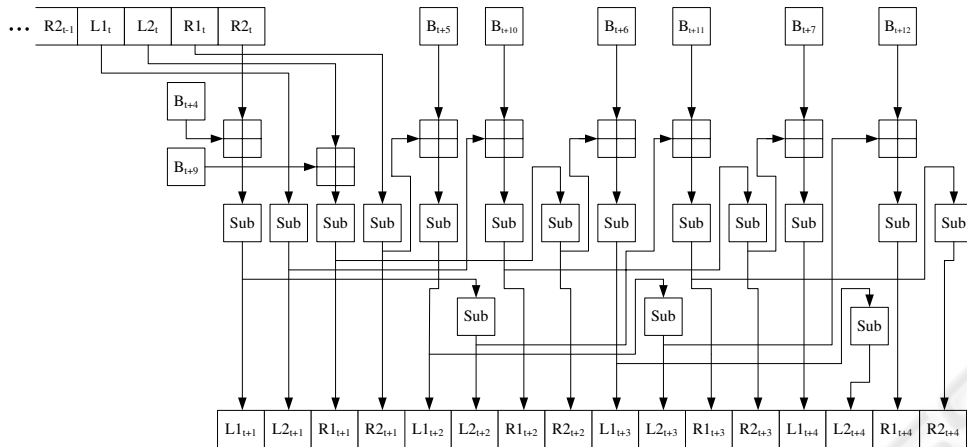 ... R2t-1 L1t L2t R1t R2t Bt+5 Bt+10 Bt+6 Bt+11 Bt+7 Bt+12
Bt+4
Bt+9
Sub Sub Sub Sub Sub Sub Sub Sub Sub Sub Sub Sub Sub
Sub Sub Sub
L1t+1 L2t+1 R1t+1 R2t+1 L1t+2 L2t+2 R1t+2 R2t+2 L1t+3 L2t+3 R1t+3 R2t+3 L1t+4 L2t+4 R1t+4 R2t+4